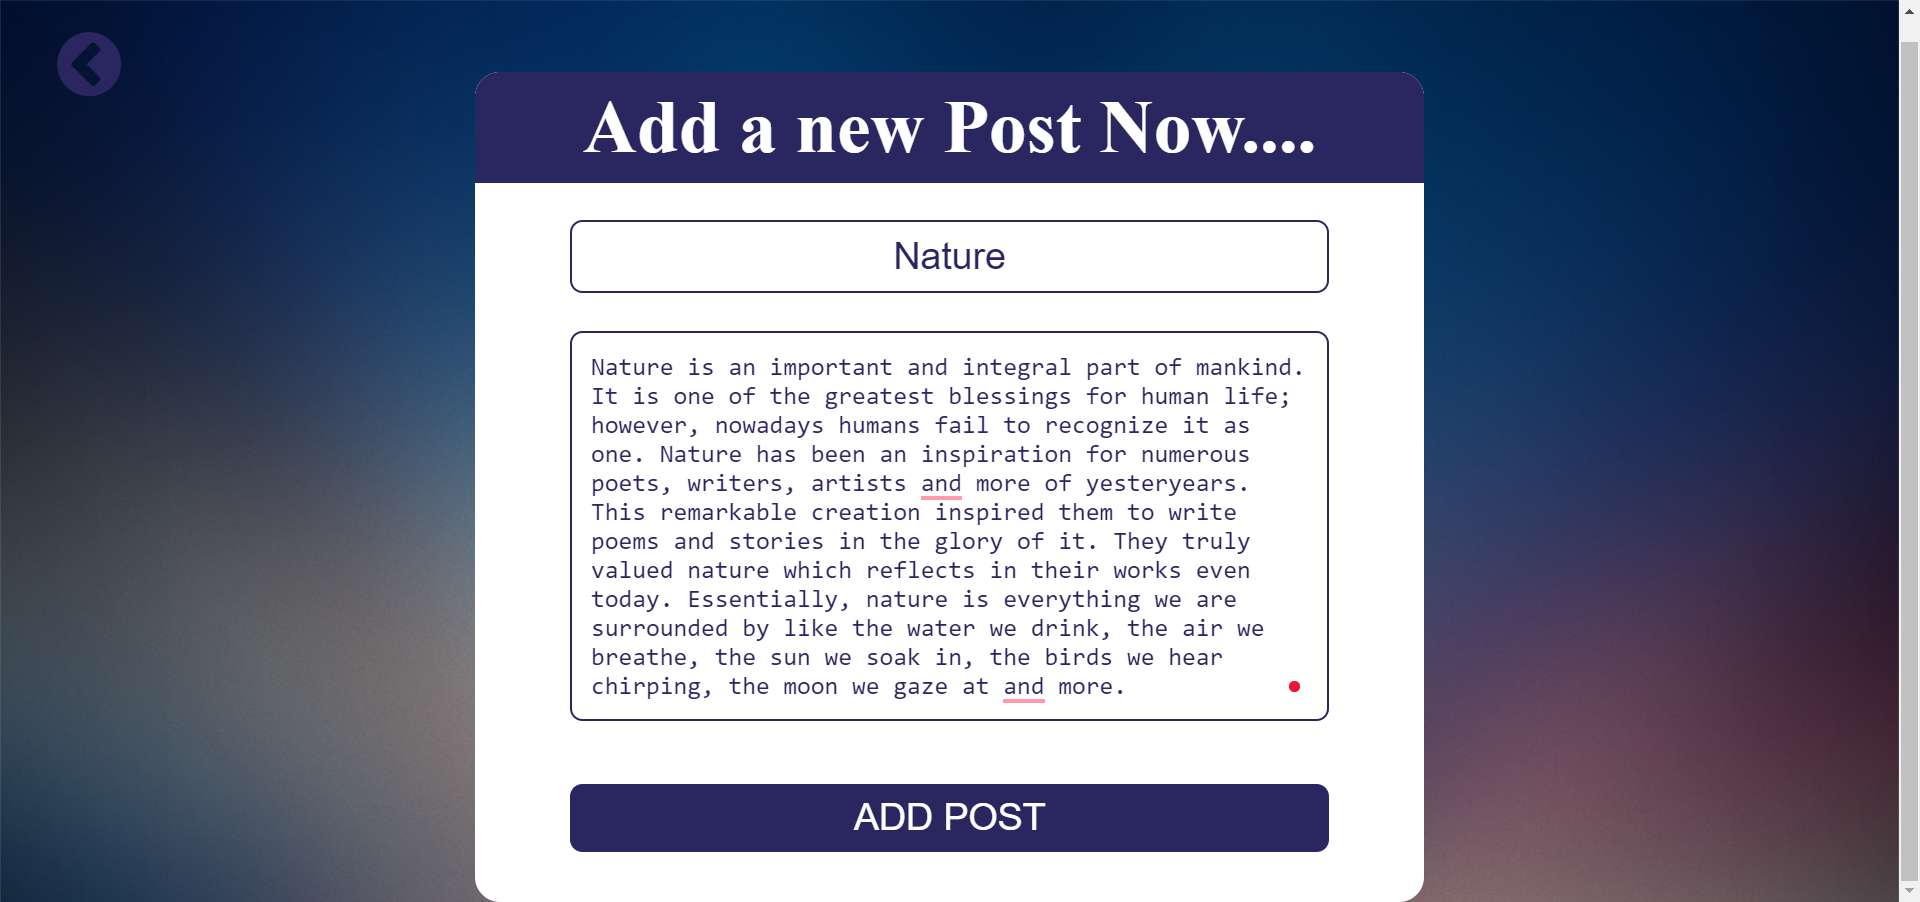 Add a new Post Now....
Nature
Nature is an important and integral part of mankind.
It is one of the greatest blessings for human life;
however, nowadays humans fail to recognize it as
one. Nature has been an inspiration for numerous
poets, writers, artists and more of yesteryears.
This remarkable creation inspired them to write
poems and stories in the glory of it. They truly
valued nature which reflects in their works even
today. Essentially, nature is everything we are
surrounded by like the water we drink, the air we
breathe, the sun we soak in, the birds we hear
chirping, the moon we gaze at and more.
ADD POST